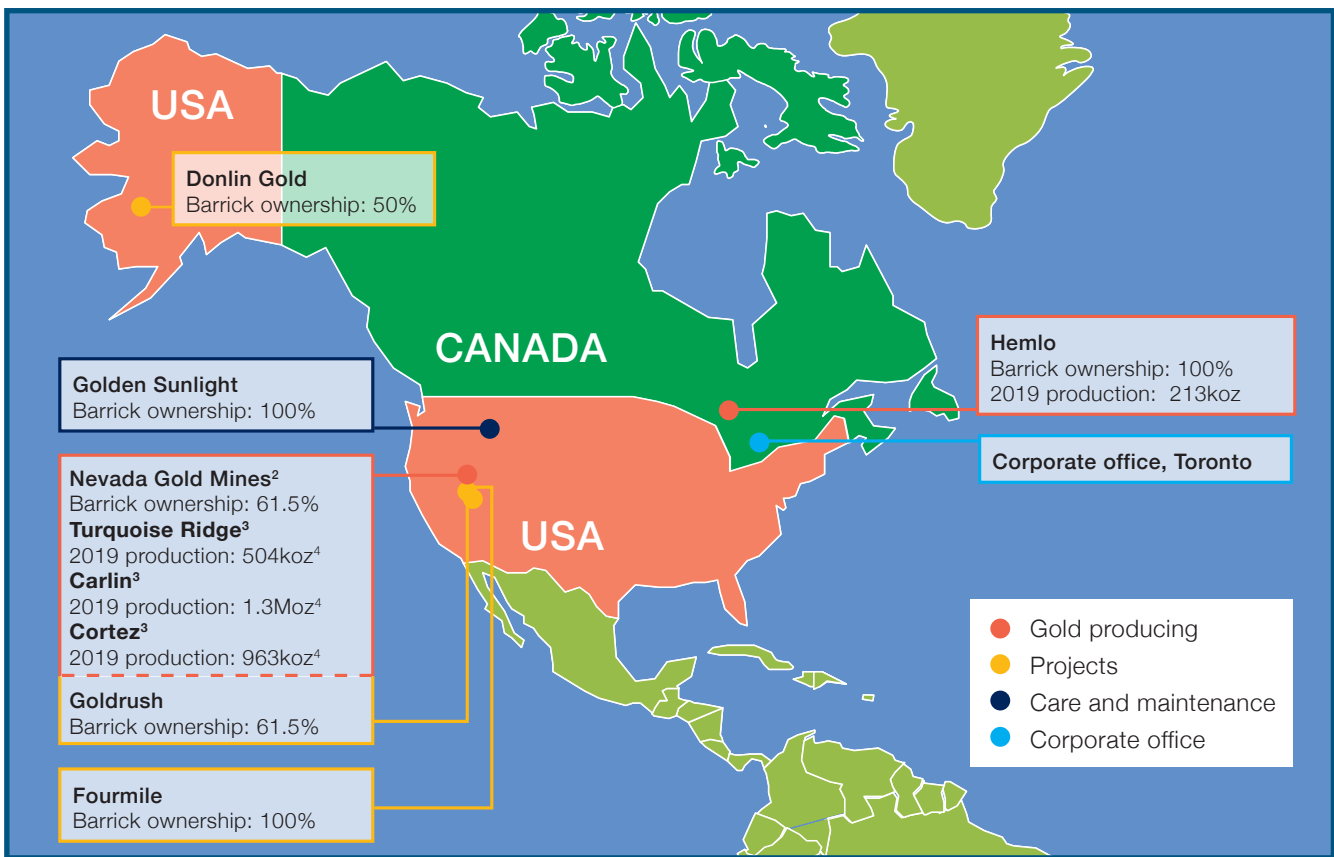 USA
Donlin Gold
Barrick ownership: 50%
CANADA
Hemlo
Barrick ownership: 100%
2019 production: 213koz
Golden Sunlight
Barrick ownership: 100%
Corporate office, Toronto
Nevada Gold Mines²
Barrick ownership: 61.5%
Turquoise Ridge³
2019 production: 504koz⁴
Carlin³
2019 production: 1.3Moz⁴
Cortez³
2019 production: 963koz⁴
Goldrush
Barrick ownership: 61.5%
Fourmile
Barrick ownership: 100%
USA
Gold producing
Projects
Care and maintenance
Corporate office